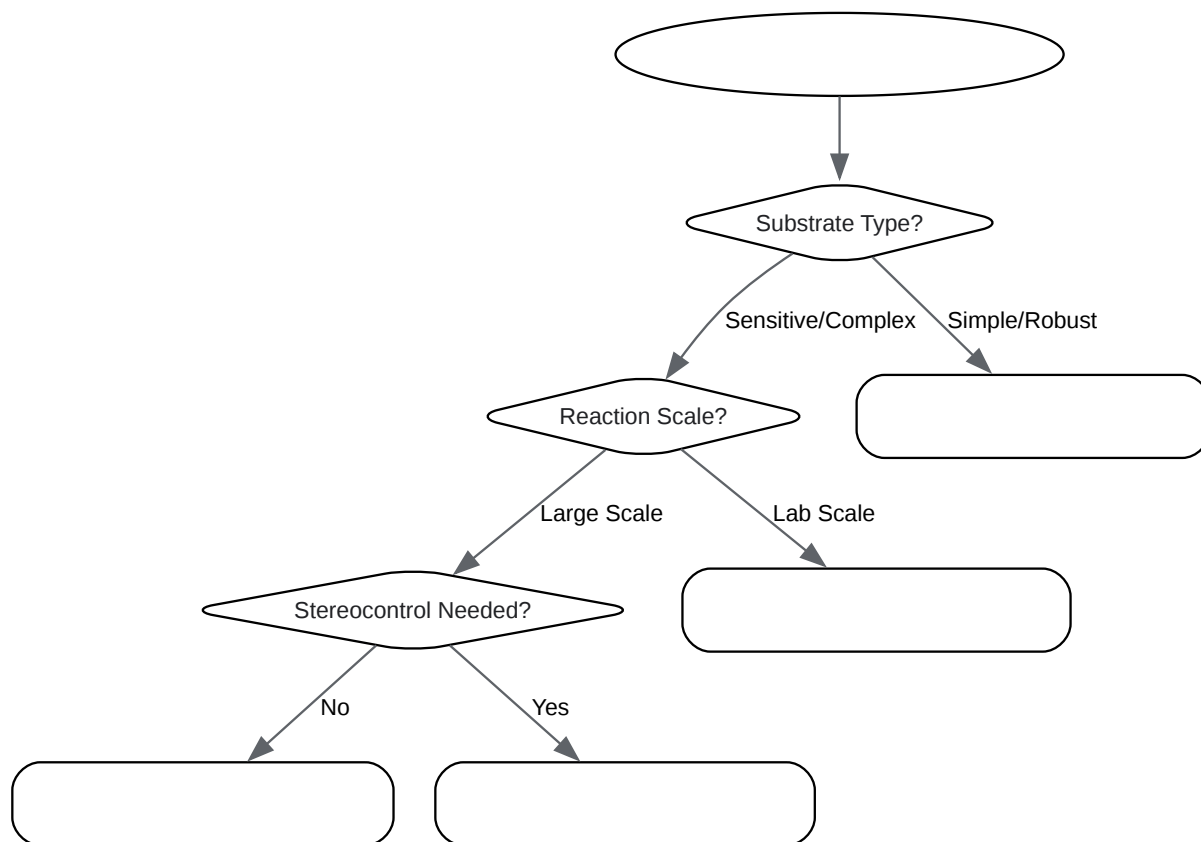 Substrate Type?
Sensitive/Complex
Simple/Robust
Reaction Scale?
Large Scale
Lab Scale
Stereocontrol Needed?
No
Yes